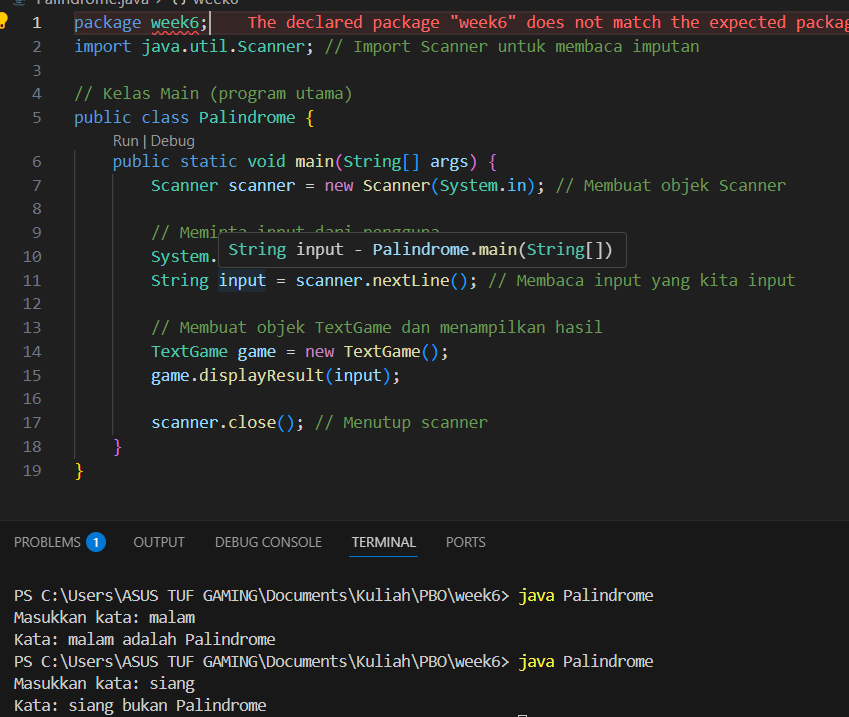 Palindrome.java > {} week6
1 package week6; The declared package "week6" does not match the expected packag
2 import java.util.Scanner; // Import Scanner untuk membaca imputan
3
4 // Kelas Main (program utama)
5 public class Palindrome {
Run | Debug
6 public static void main(String[] args) {
7 Scanner scanner = new Scanner(System.in); // Membuat objek Scanner
8
9 // Meminta input dari pengguna
String input - Palindrome.main(String[])
10 System.
11 String input = scanner.nextLine(); // Membaca input yang kita input
12
13 // Membuat objek TextGame dan menampilkan hasil
14 TextGame game = new TextGame();
15 game.displayResult(input);
16
17 scanner.close(); // Menutup scanner
18 }
19 }
PROBLEMS 1 OUTPUT DEBUG CONSOLE TERMINAL PORTS
PS C:\Users\ASUS TUF GAMING\Documents\Kuliah\PBO\week6> java Palindrome
Masukkan kata: malam
Kata: malam adalah Palindrome
PS C:\Users\ASUS TUF GAMING\Documents\Kuliah\PBO\week6> java Palindrome
Masukkan kata: siang
Kata: siang bukan Palindrome